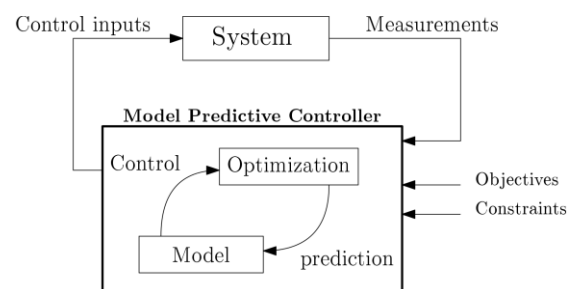 Control inputs
System
Measurements
Model Predictive Controller
Control
Optimization
Objectives
Constraints
Model
prediction